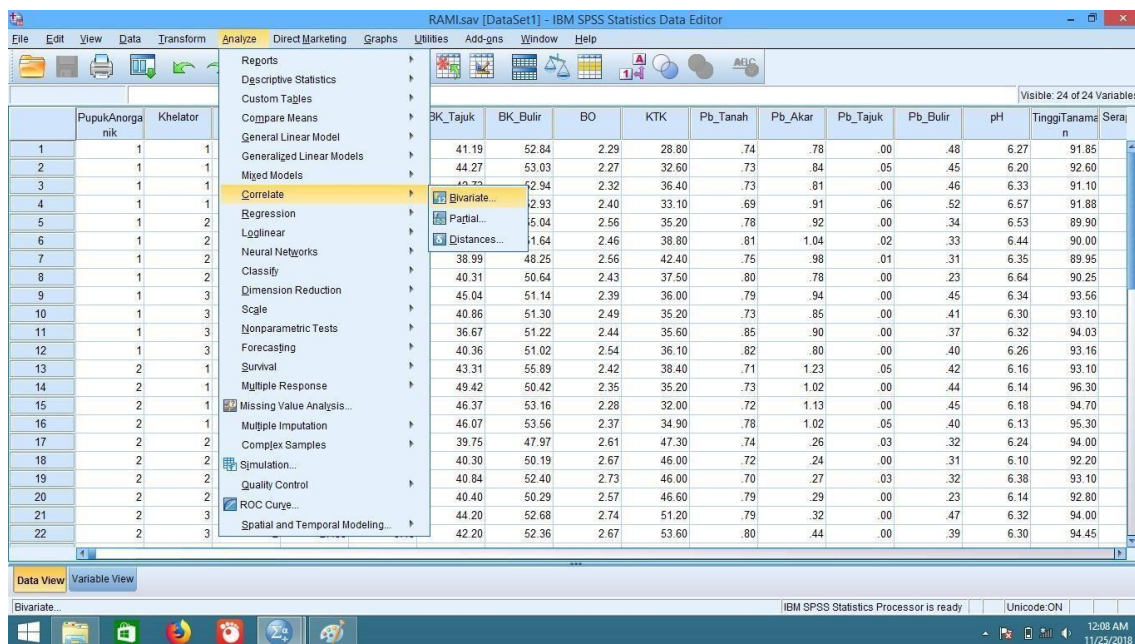 RAMI.sav [DataSet1] - IBM SPSS Statistics Data Editor
File Edit View Data Transform Analyze Direct Marketing Graphs Utilities Add-ons Window Help
Visible: 24 of 24 Variables
Reports
Descriptive Statistics
Custom Tables
Compare Means
General Linear Model
Generalized Linear Models
Mixed Models
Correlate
Regression
Loglinear
Neural Networks
Classify
Dimension Reduction
Scale
Nonparametric Tests
Forecasting
Survival
Multiple Response
Missing Value Analysis...
Multiple Imputation
Complex Samples
Simulation...
Quality Control
ROC Curve...
Spatial and Temporal Modeling...
Bivariate...
Partial...
Distances...
PupukAnorganik Khelator BK_Tajuk BK_Bulir BO KTK Pb_Tanah Pb_Akar Pb_Tajuk Pb_Bulir pH TinggiTanaman Sera
1 1 1 41.19 52.84 2.29 28.80 .74 .78 .00 .48 6.27 91.85
2 1 1 44.27 53.03 2.27 32.60 .73 .84 .05 .45 6.20 92.60
3 1 1 52.94 2.32 36.40 .73 .81 .00 .46 6.33 91.10
4 1 1 2.93 2.40 33.10 .69 .91 .06 .52 6.57 91.88
5 1 2 5.04 2.56 35.20 .78 .92 .00 .34 6.53 89.90
6 1 2 1.64 2.46 38.80 .81 1.04 .02 .33 6.44 90.00
7 1 2 38.99 48.25 2.56 42.40 .75 .98 .01 .31 6.35 89.95
8 1 2 40.31 50.64 2.43 37.50 .80 .78 .00 .23 6.64 90.25
9 1 3 45.04 51.14 2.39 36.00 .79 .94 .00 .45 6.34 93.56
10 1 3 40.86 51.30 2.49 35.20 .73 .85 .00 .41 6.30 93.10
11 1 3 36.67 51.22 2.44 35.60 .85 .90 .00 .37 6.32 94.03
12 1 3 40.36 51.02 2.54 36.10 .82 .80 .00 .40 6.26 93.16
13 2 1 43.31 55.89 2.42 38.40 .71 1.23 .05 .42 6.16 93.10
14 2 1 49.42 50.42 2.35 35.20 .73 1.02 .00 .44 6.14 96.30
15 2 1 46.37 53.16 2.28 32.00 .72 1.13 .00 .45 6.18 94.70
16 2 1 46.07 53.56 2.37 34.90 .78 1.02 .05 .40 6.13 95.30
17 2 2 39.75 47.97 2.61 47.30 .74 .26 .03 .32 6.24 94.00
18 2 2 40.30 50.19 2.67 46.00 .72 .24 .00 .31 6.10 92.20
19 2 2 40.84 52.40 2.73 46.00 .70 .27 .03 .32 6.38 93.10
20 2 2 40.40 50.29 2.57 46.60 .79 .29 .00 .23 6.14 92.80
21 2 3 44.20 52.68 2.74 51.20 .79 .32 .00 .47 6.32 94.00
22 2 3 42.20 52.36 2.67 53.60 .80 .44 .00 .39 6.30 94.45
Data View Variable View
Bivariate... IBM SPSS Statistics Processor is ready Unicode:ON
12:08 AM
11/25/2018